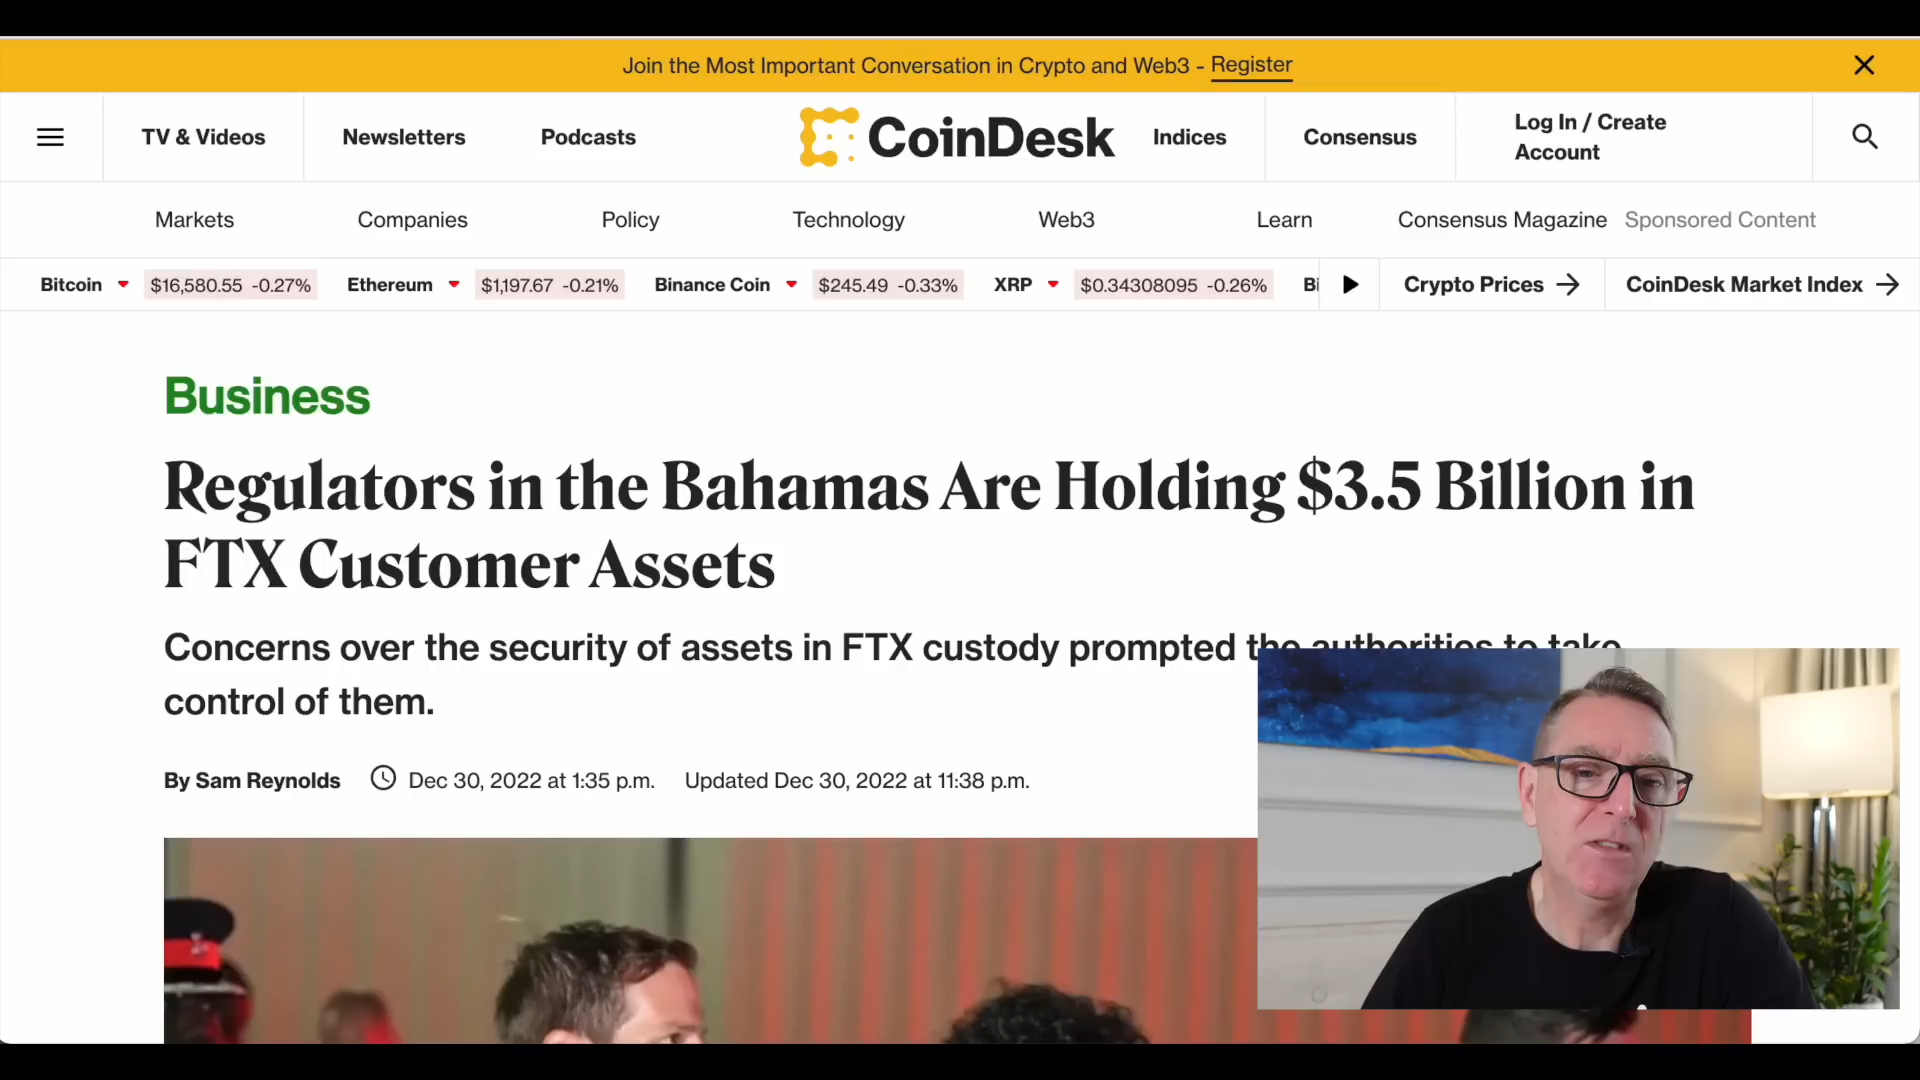 Join the Most Important Conversation in Crypto and Web3 - Register
TV & Videos
Newsletters
Podcasts
CoinDesk
Indices
Consensus
Log In / Create
Account
Markets
Companies
Policy
Technology
Web3
Learn
Consensus Magazine
Sponsored Content
Bitcoin $16,580.55 -0.27%
Ethereum $1,197.67 -0.21%
Binance Coin $245.49 -0.33%
XRP $0.34308095 -0.26%
Bi
Crypto Prices →
CoinDesk Market Index →
Business
Regulators in the Bahamas Are Holding $3.5 Billion in
FTX Customer Assets
Concerns over the security of assets in FTX custody prompted the authorities to take
control of them.
By Sam Reynolds
Dec 30, 2022 at 1:35 p.m.
Updated Dec 30, 2022 at 11:38 p.m.